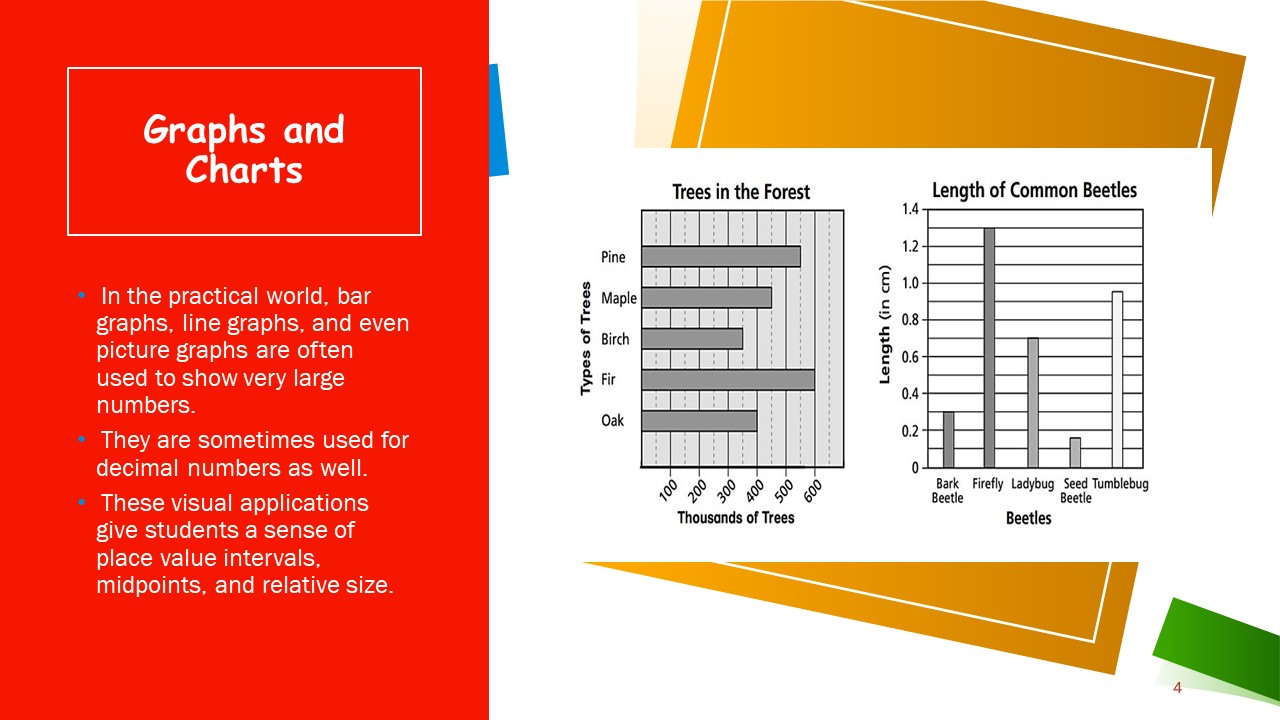 Graphs and
Charts
• In the practical world, bar
graphs, line graphs, and even
picture graphs are often
used to show very large
numbers.
• They are sometimes used for
decimal numbers as well.
• These visual applications
give students a sense of
place value intervals,
midpoints, and relative size.
Trees in the Forest
Types of Trees
Pine
Maple
Birch
Fir
Oak
100 200 300 400 500 600
Thousands of Trees
Length of Common Beetles
Length (in cm)
1.4
1.2
1.0
0.8
0.6
0.4
0.2
0
Bark Firefly Ladybug Seed Tumblebug
Beetle Beetle
Beetles
4